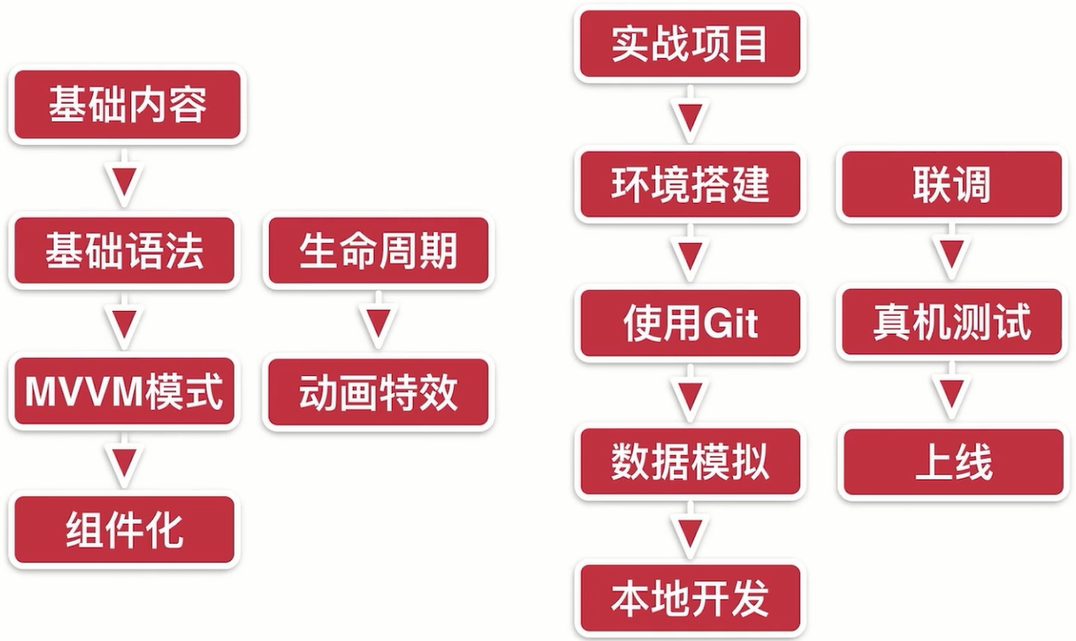 基础内容
基础语法
MVVM模式
组件化
生命周期
动画特效
实战项目
环境搭建
使用Git
数据模拟
本地开发
联调
真机测试
上线